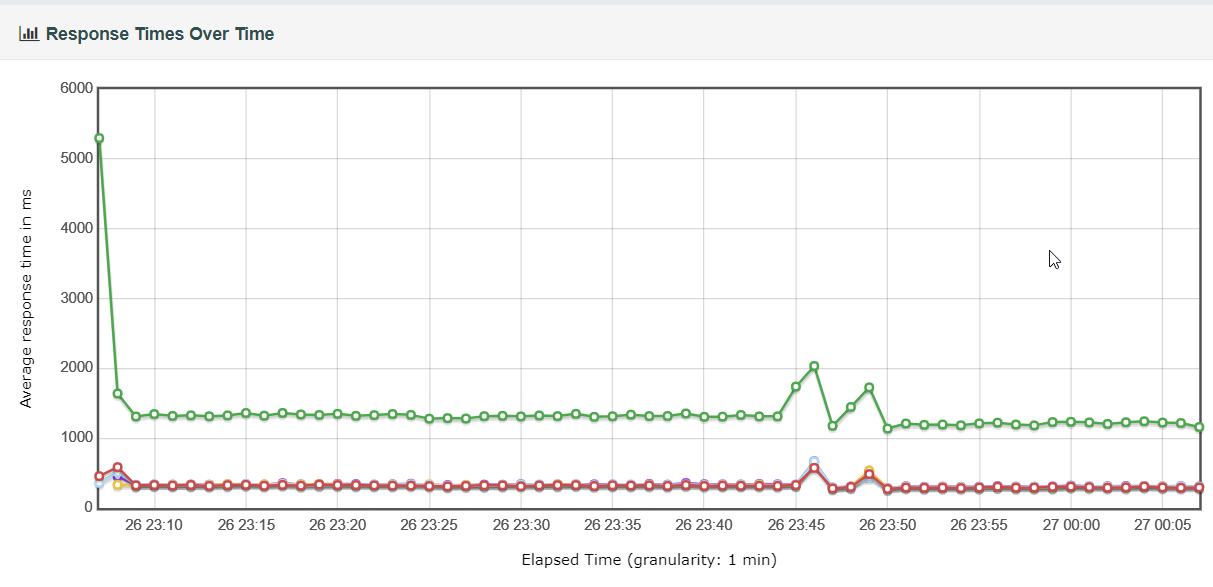 Response Times Over Time
6000
5000
4000
3000
2000
1000
0
Average response time in ms
26 23:10 26 23:15 26 23:20 26 23:25 26 23:30 26 23:35 26 23:40 26 23:45 26 23:50 26 23:55 27 00:00 27 00:05
Elapsed Time (granularity: 1 min)